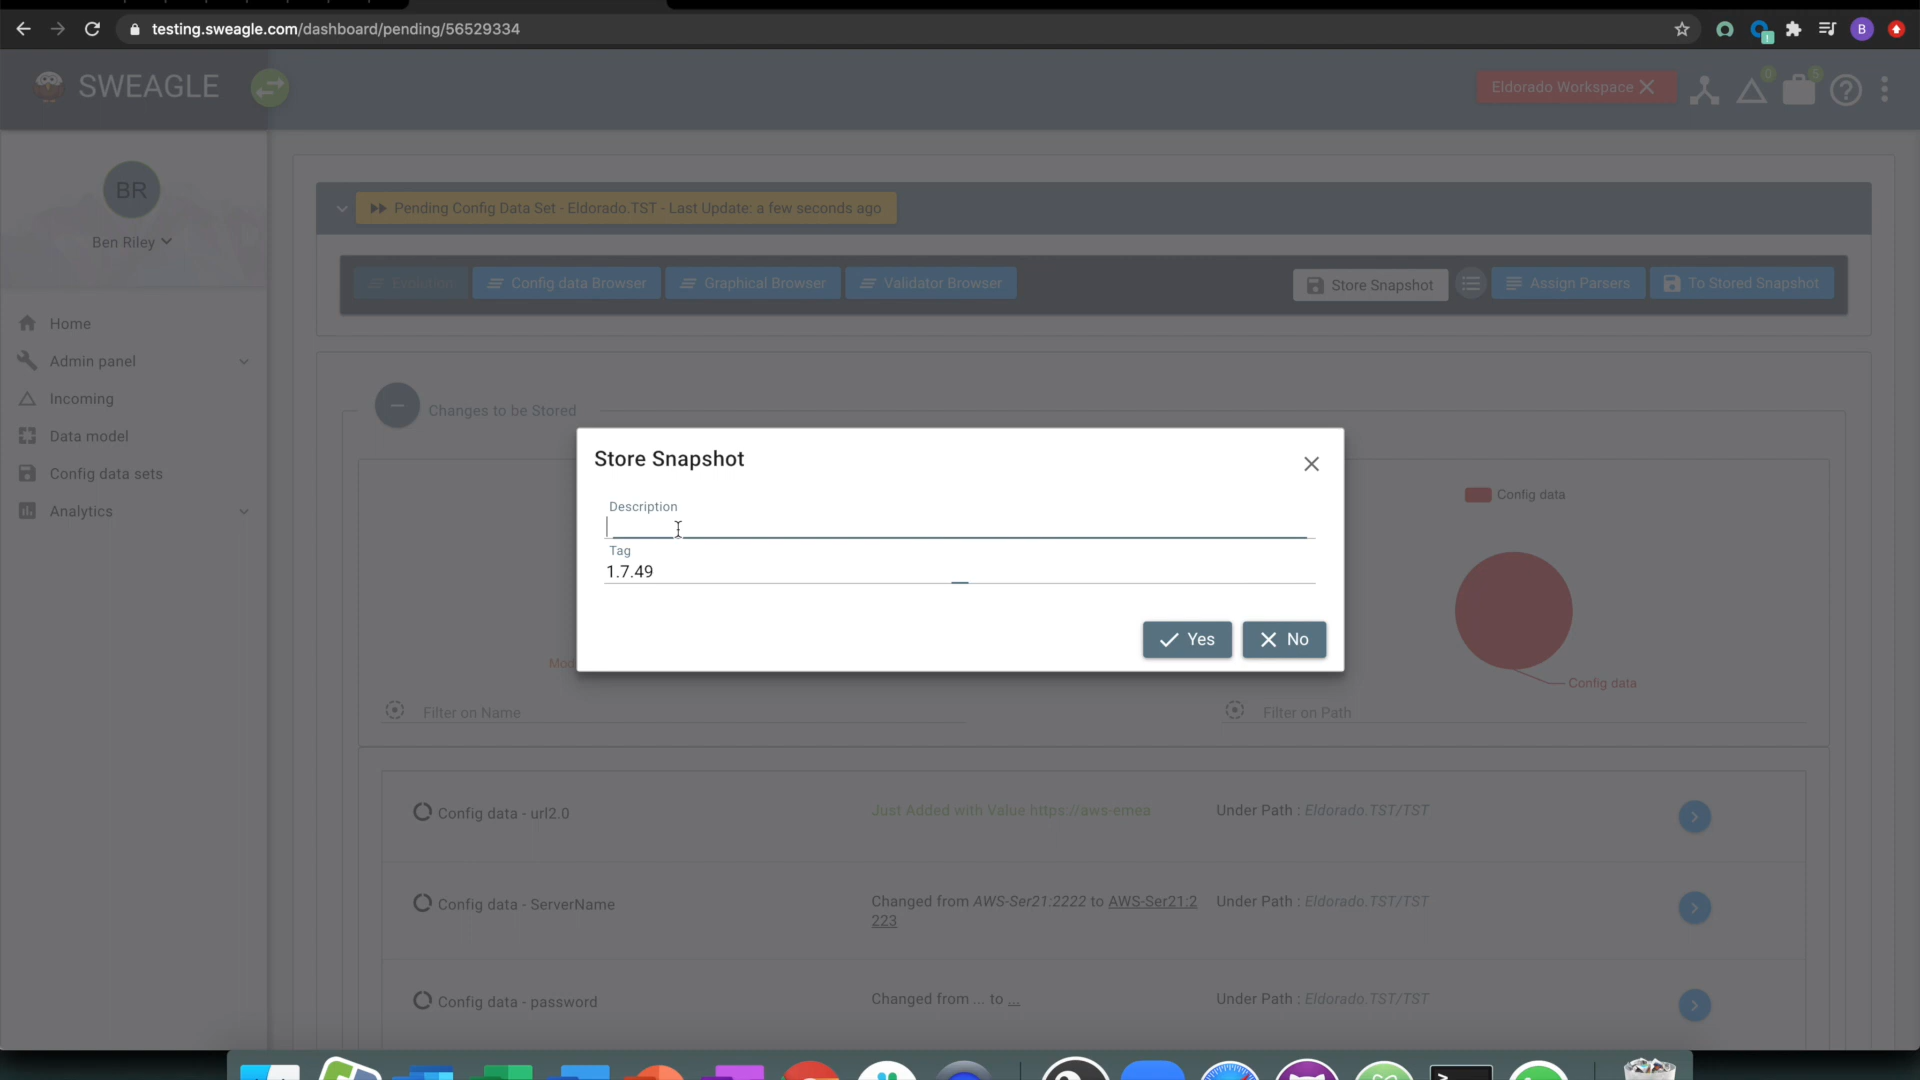 testing.sweagle.com/dashboard/pending/56529334
B
SWEAGLE
Eldorado Workspace
0
5
BR
Ben Riley
Pending Config Data Set - Eldorado.TST - Last Update: a few seconds ago
Evolution
Config data Browser
Graphical Browser
Validator Browser
Store Snapshot
Assign Parsers
To Stored Snapshot
Home
Admin panel
Incoming
Data model
Config data sets
Analytics
Changes to be Stored
Store Snapshot
Description
Tag
1.7.49
Yes
No
Config data
Config data
Filter on Name
Filter on Path
Config data - url2.0
Just Added with Value https://aws-emea
Under Path : Eldorado.TST/TST
Config data - ServerName
Changed from AWS-Ser21:2222 to AWS-Ser21:2
223
Under Path : Eldorado.TST/TST
Config data - password
Changed from ... to ...
Under Path : Eldorado.TST/TST